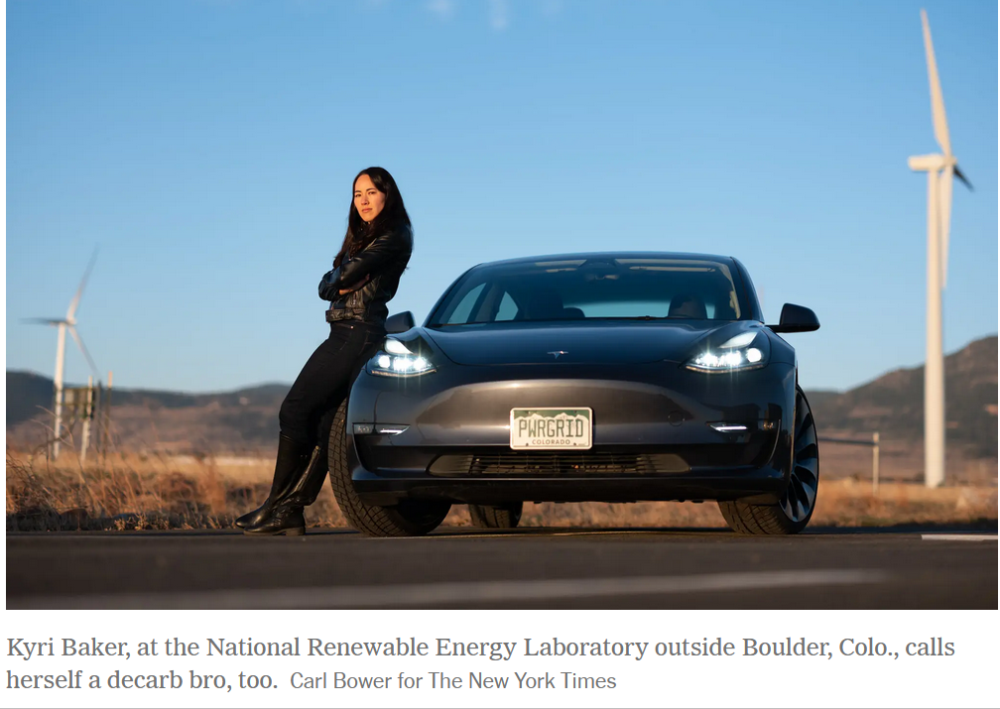 PWRGRID
COLORADO
Kyri Baker, at the National Renewable Energy Laboratory outside Boulder, Colo., calls
herself a decarb bro, too. Carl Bower for The New York Times